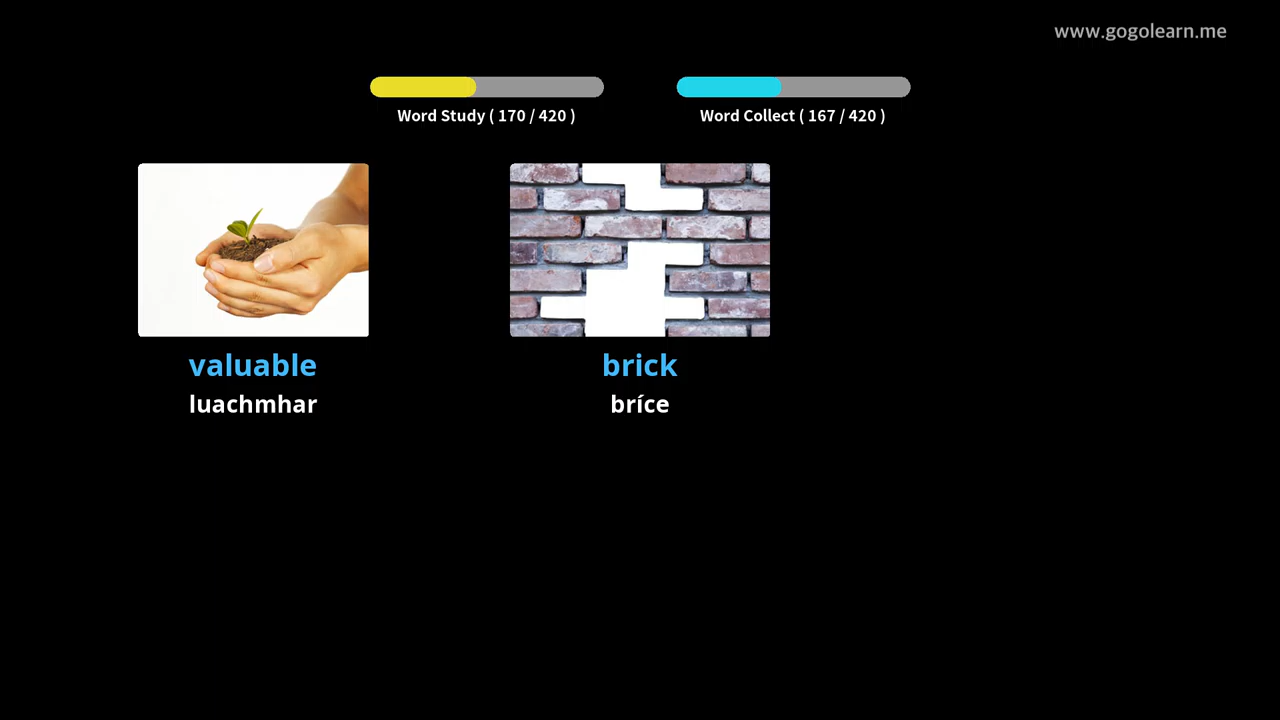 www.gogolearn.me
Word Study ( 170 / 420 )
Word Collect ( 167 / 420 )
valuable
luachmhar
brick
bríce